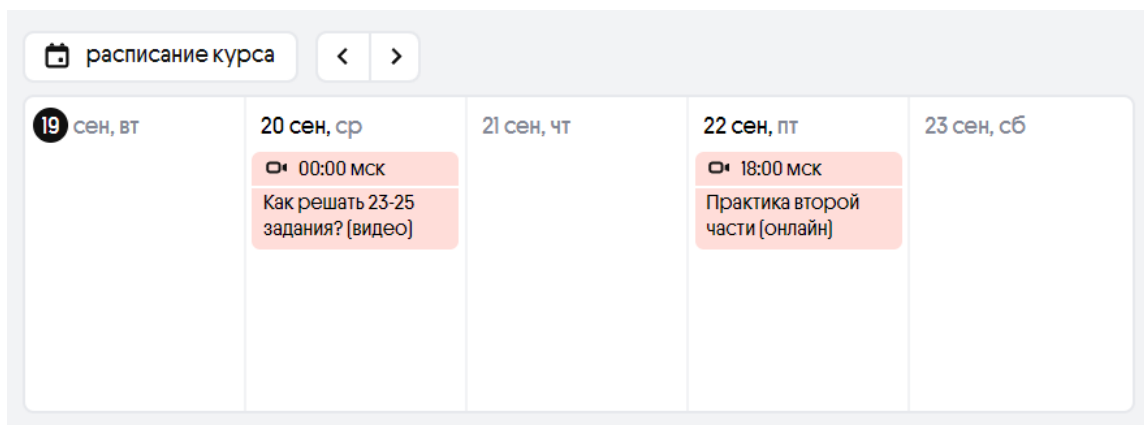 расписание курса
19 сен, вт
20 сен, ср
21 сен, чт
22 сен, пт
23 сен, сб
00:00 мск
Как решать 23-25
задания? (видео)
18:00 мск
Практика второй
части (онлайн)